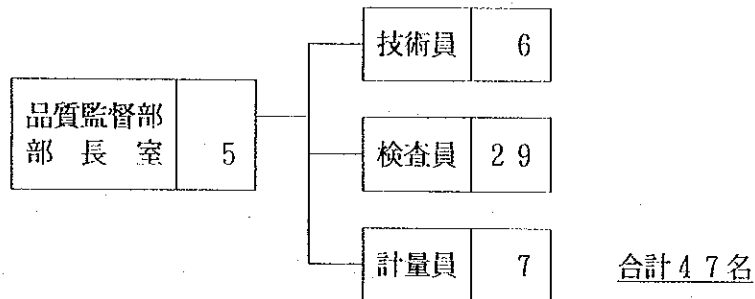 技術員 6
品質監督部
部長室 5
検査員 29
計量員 7
合計47名